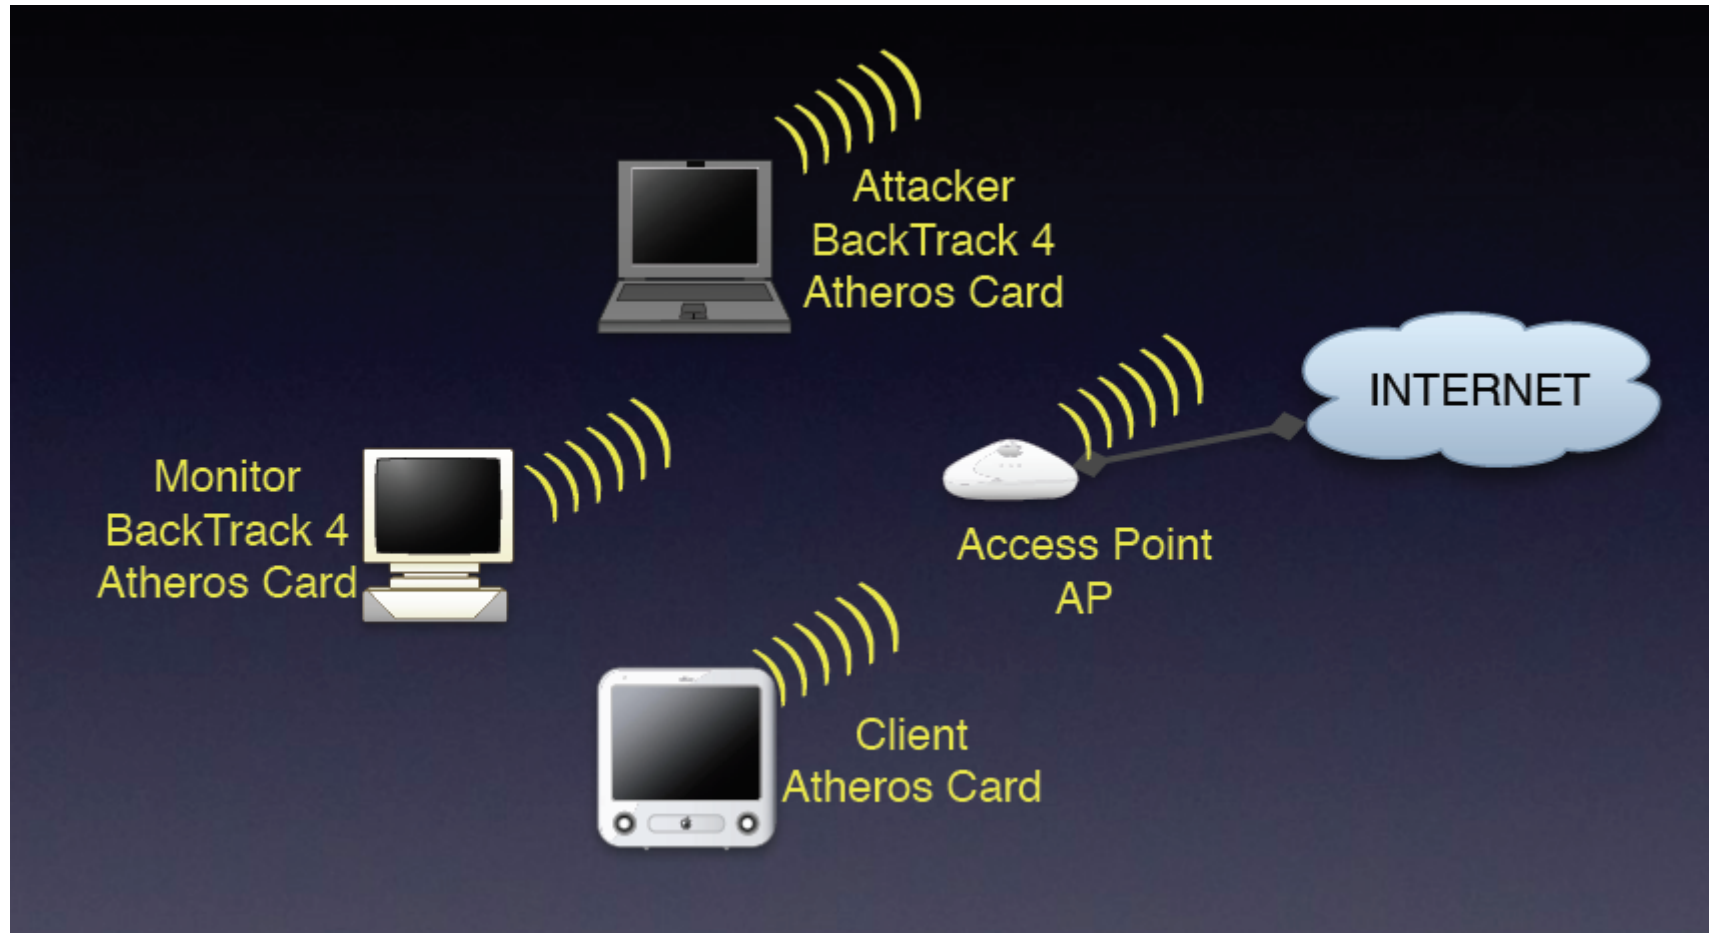 Attacker
BackTrack 4
Atheros Card
INTERNET
Monitor
BackTrack 4
Atheros Card
Access Point
AP
Client
Atheros Card